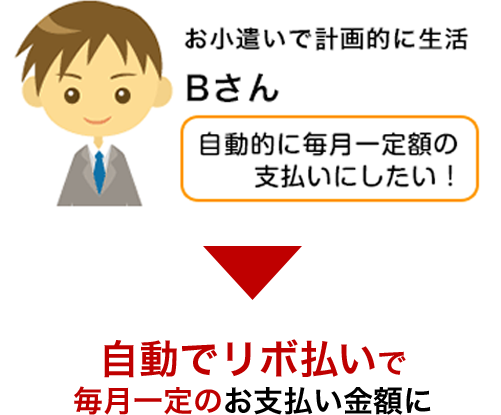 お小遣いで計画的に生活
Bさん
自動的に毎月一定額の
支払いにしたい！
自動でリボ払いで
毎月一定のお支払い金額に